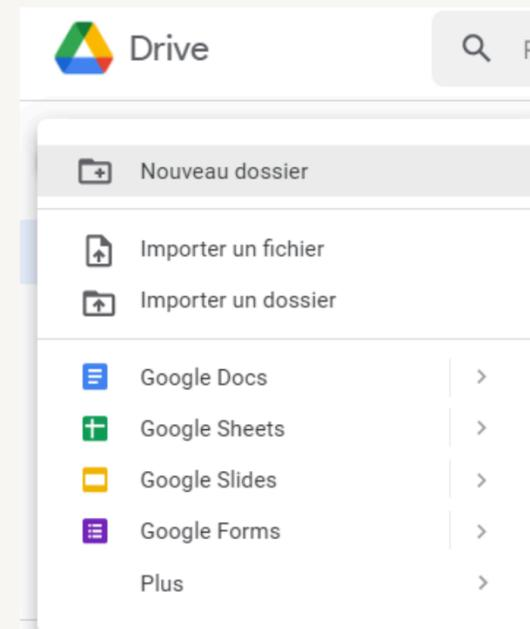 Drive
Nouveau dossier
Importer un fichier
Importer un dossier
Google Docs
Google Sheets
Google Slides
Google Forms
Plus